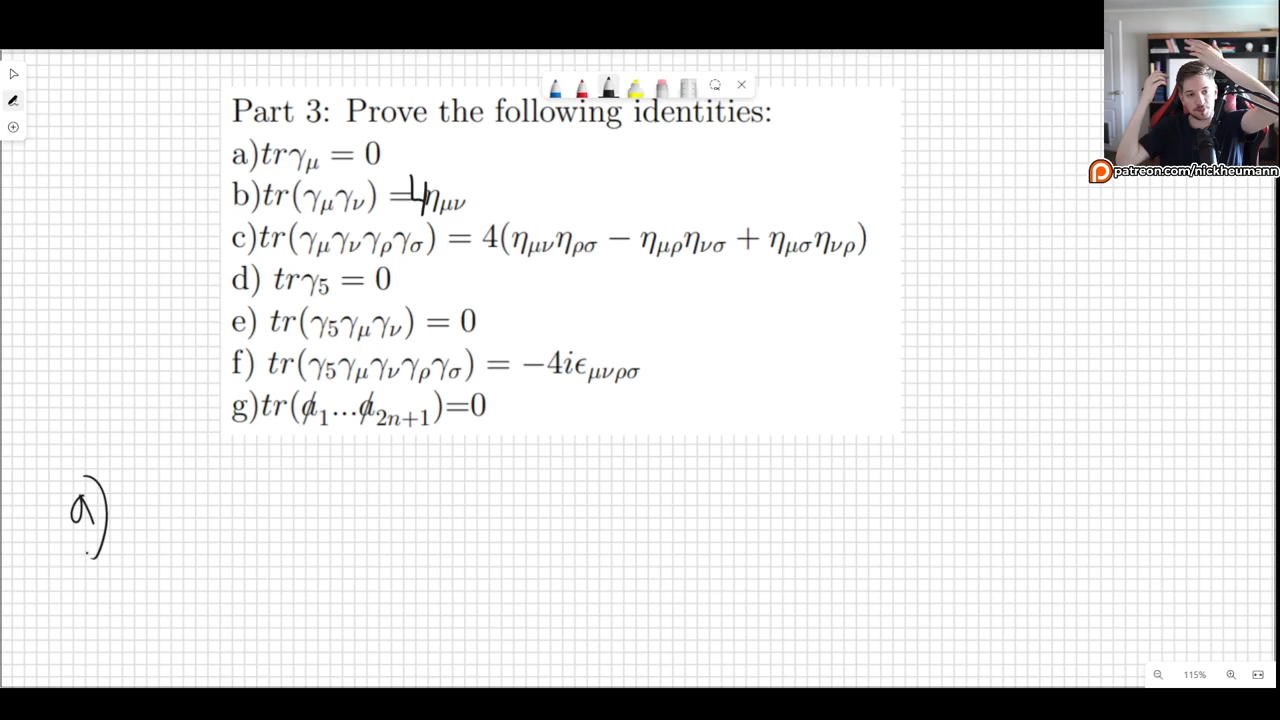 Part 3: Prove the following identities:
a)trγ_μ = 0
b)tr(γ_μγ_ν) = 4η_μν
c)tr(γ_μγ_νγ_ργ_σ) = 4(η_μνη_ρσ − η_μρη_νσ + η_μση_νρ)
d) trγ_5 = 0
e) tr(γ_5γ_μγ_ν) = 0
f) tr(γ_5γ_μγ_νγ_ργ_σ) = −4iϵ_μνρσ
g)tr(a̸_1...a̸_{2n+1})=0
a)
patreon.com/nickheumann
115%